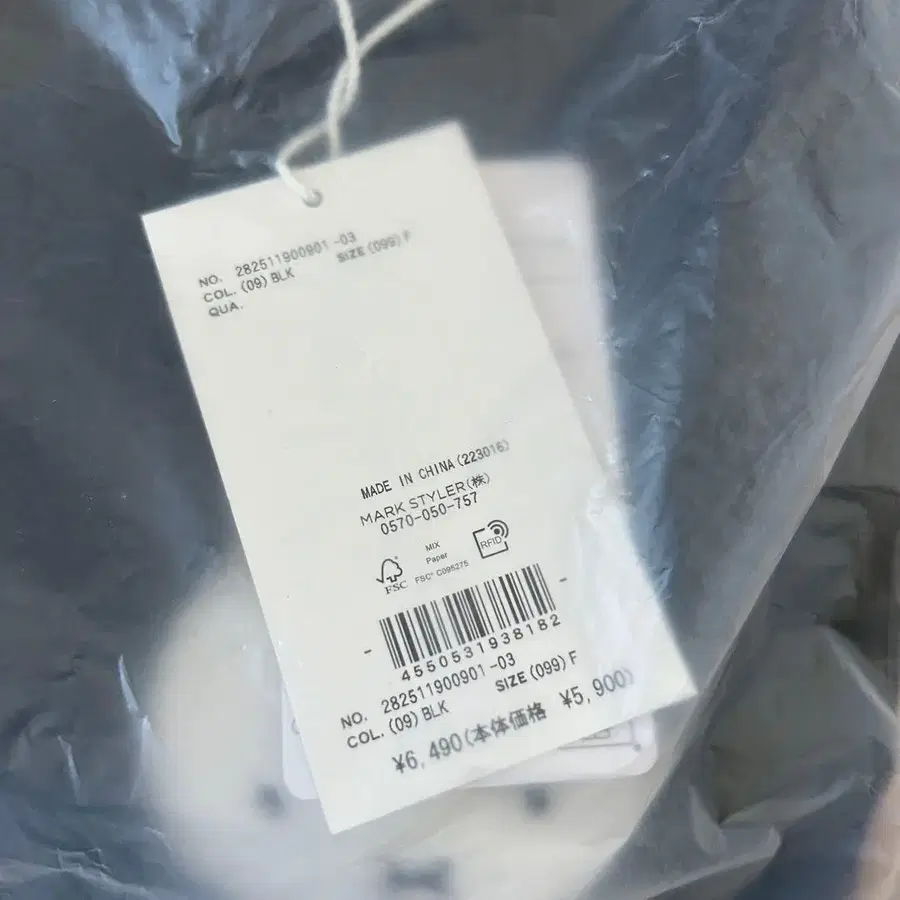 NO. 282511900901 -03
COL. (09) BLK SIZE (099) F
QUA.
MADE IN CHINA (223016)
MARK STYLER(株)
0570-050-757
FSC
MIX
Paper
FSC® C095275
RFID
4550531938182
NO. 282511900901 -03
COL. (09) BLK SIZE (099) F
¥6,490(本体価格 ¥5,900)